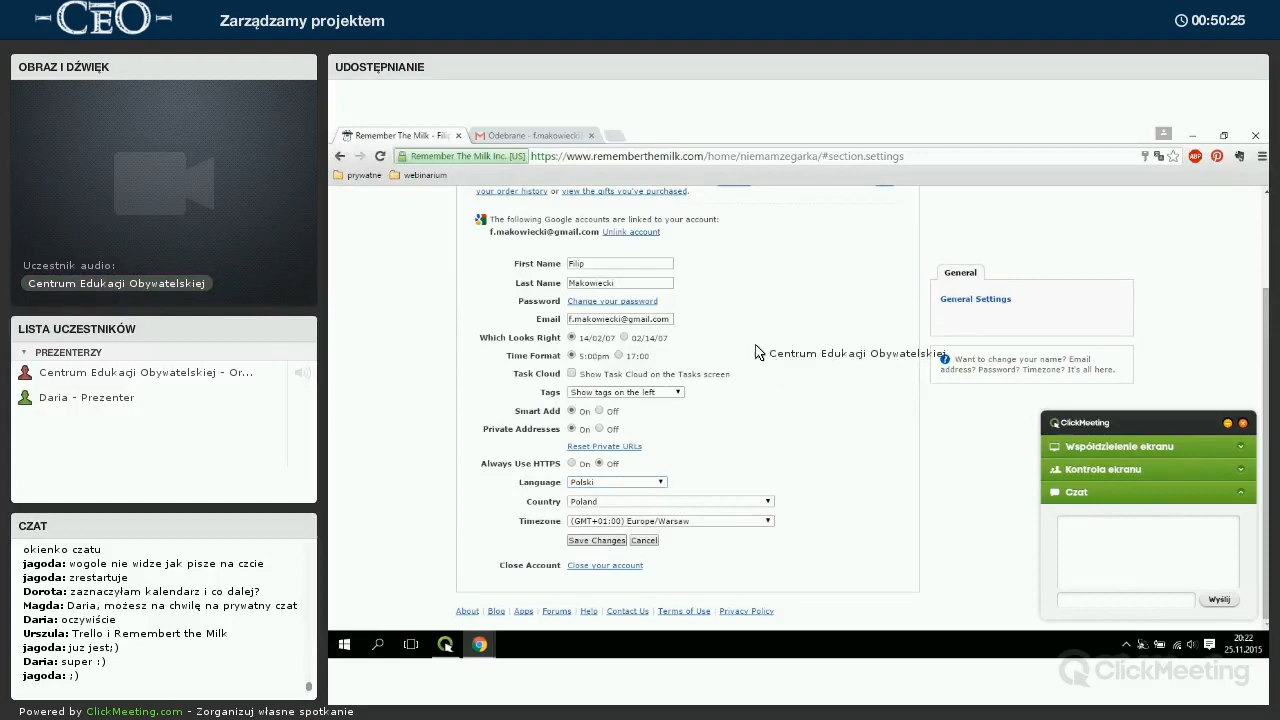 CEO
Zarządzamy projektem
00:50:25
OBRAZ I DŹWIĘK
Uczestnik audio:
Centrum Edukacji Obywatelskiej
LISTA UCZESTNIKÓW
PREZENTERZY
Centrum Edukacji Obywatelskiej - Or...
Daria - Prezenter
CZAT
okienko czatu
jagoda: wogole nie widze jak pisze na czcie
jagoda: zrestartuje
Dorota: zaznaczyłam kalendarz i co dalej?
Magda: Daria, możesz na chwilę na prywatny czat
Daria: oczywiście
Urszula: Trello i Remembert the Milk
jagoda: juz jest;)
Daria: super :)
jagoda: ;)
Powered by ClickMeeting.com - Zorganizuj własne spotkanie
UDOSTĘPNIANIE
Remember The Milk - Filip
Odebrane - f.makowiecki
Remember The Milk Inc. [US]
https://www.rememberthemilk.com/home/niemamzegarka/#section.settings
ABP
prywatne
webinarium
your order history or view the gifts you've purchased.
The following Google accounts are linked to your account:
f.makowiecki@gmail.com Unlink account
First Name Filip
Last Name Makowiecki
Password Change your password
Email f.makowiecki@gmail.com
Which Looks Right 14/02/07 02/14/07
Time Format 5:00pm 17:00
Task Cloud Show Task Cloud on the Tasks screen
Tags Show tags on the left
Smart Add On Off
Private Addresses On Off
Reset Private URLs
Always Use HTTPS On Off
Language Polski
Country Poland
Timezone (GMT+01:00) Europe/Warsaw
Save Changes Cancel
Close Account Close your account
About | Blog | Apps | Forums | Help | Contact Us | Terms of Use | Privacy Policy
Centrum Edukacji Obywatelskiej
General
General Settings
Want to change your name? Email
address? Password? Timezone? It's all here.
ClickMeeting
Współdzielenie ekranu
Kontrola ekranu
Czat
Wyślij
20:22
25.11.2015
ClickMeeting